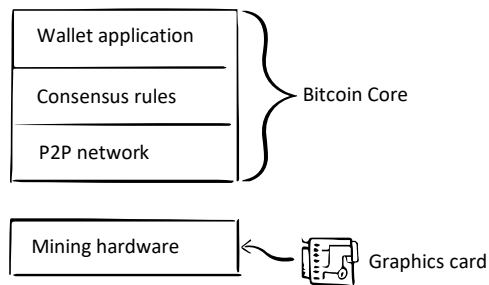 Wallet application
Consensus rules
Bitcoin Core
P2P network
Mining hardware
Graphics card